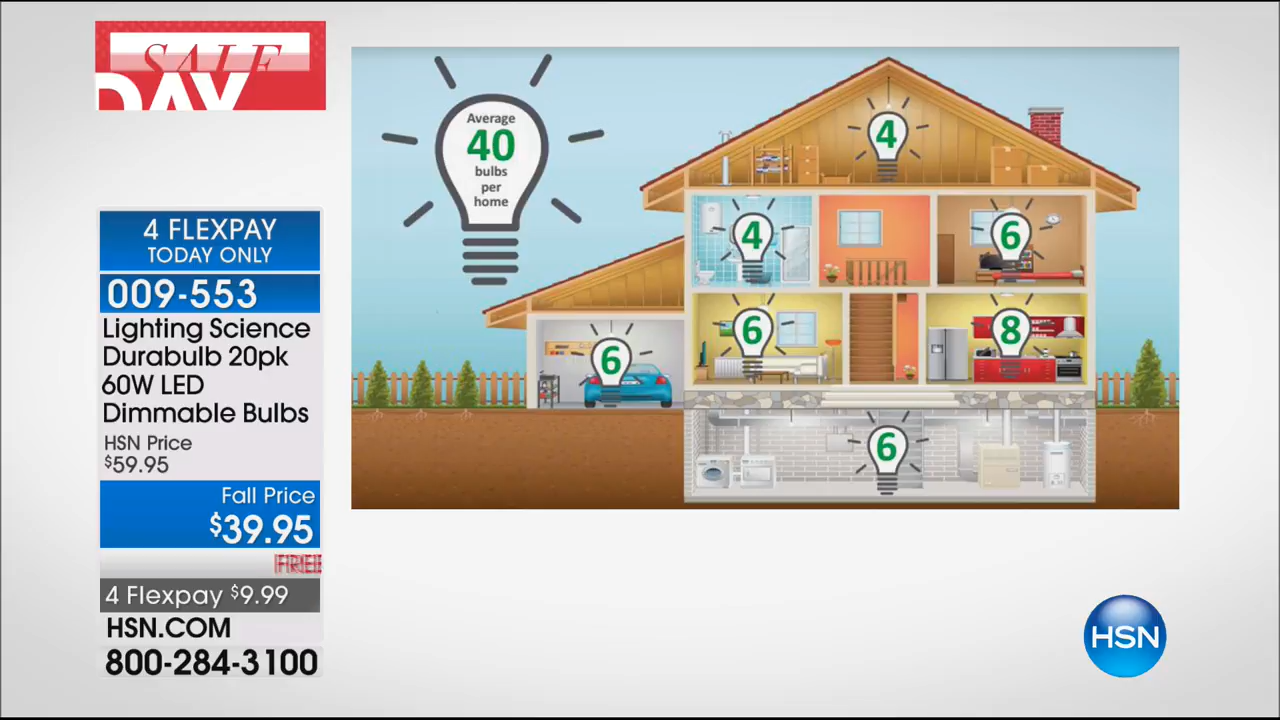 SALE
DAY
4 FLEXPAY
TODAY ONLY
009-553
Lighting Science
Durabulb 20pk
60W LED
Dimmable Bulbs
HSN Price
$59.95
Fall Price
$39.95
FREE
4 Flexpay $9.99
HSN.COM
800-284-3100
Average
40
bulbs
per
home
4
4
6
6
8
6
6
HSN